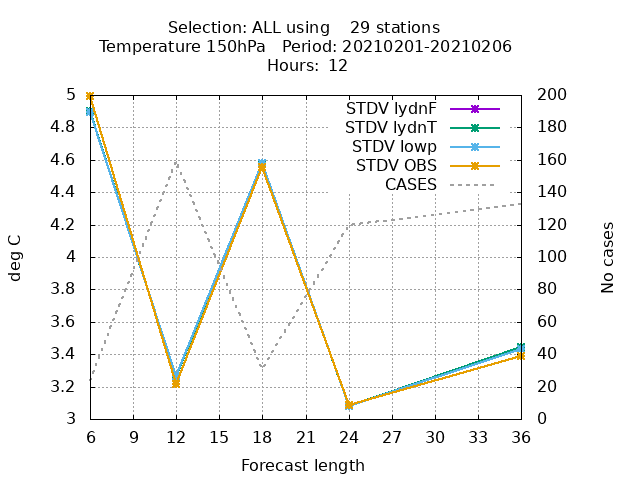 Selection: ALL using 29 stations
Temperature 150hPa Period: 20210201-20210206
Hours: 12
STDV lydnF
STDV lydnT
STDV lowp
STDV OBS
CASES
5
4.8
4.6
4.4
4.2
4
3.8
3.6
3.4
3.2
3
200
180
160
140
120
100
80
60
40
20
0
deg C
No cases
6 9 12 15 18 21 24 27 30 33 36
Forecast length